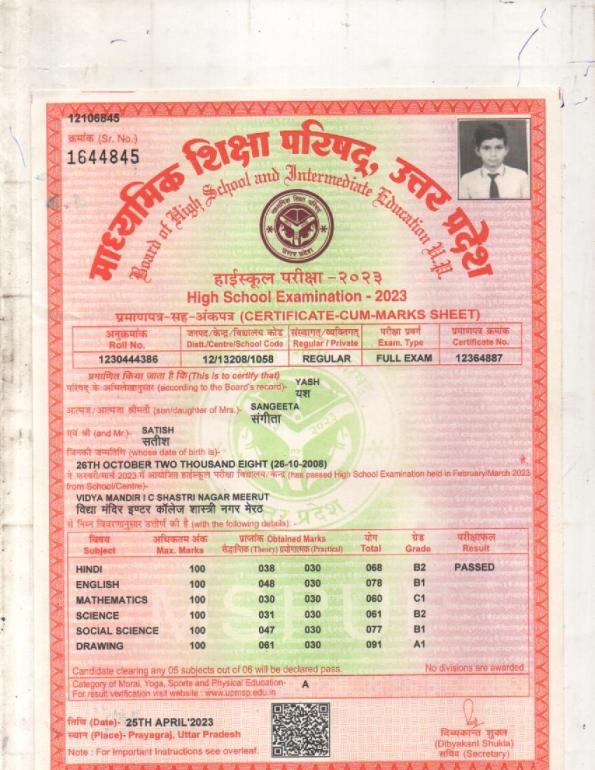 12106845
क्रमांक (Sr. No.)
1644845
माध्यमिक शिक्षा परिषद्, उत्तर प्रदेश
Board of High School and Intermediate Education U.P.
हाईस्कूल परीक्षा -२०२३
High School Examination - 2023
प्रमाणपत्र-सह-अंकपत्र (CERTIFICATE-CUM-MARKS SHEET)
अनुक्रमांक जनपद/केन्द्र/विद्यालय कोड संस्थागत/व्यक्तिगत परीक्षा प्रवर्ग प्रमाणपत्र क्रमांक
Roll No. Distt./Centre/School Code Regular / Private Exam. Type Certificate No.
1230444386 12/13208/1058 REGULAR FULL EXAM 12364887
प्रमाणित किया जाता है कि (This is to certify that)
YASH
परिषद् के अभिलेखानुसार (according to the Board's record)- यश
SANGEETA
आत्मज/आत्मजा श्रीमती (son/daughter of Mrs.)- संगीता
SATISH
एवं श्री (and Mr.)- सतीश
जिनकी जन्मतिथि (whose date of birth is)-
26TH OCTOBER TWO THOUSAND EIGHT (26-10-2008) है,
ने फरवरी/मार्च 2023 में आयोजित हाईस्कूल परीक्षा विद्यालय/केन्द्र (has passed High School Examination held in February/March 2023
from School/Centre)-
VIDYA MANDIR I C SHASTRI NAGAR MEERUT
विद्या मंदिर इण्टर कॉलेज शास्त्री नगर मेरठ
से निम्न विवरणानुसार उत्तीर्ण की है (with the following details) :-
विषय अधिकतम अंक प्राप्तांक Obtained Marks योग ग्रेड परीक्षाफल
Subject Max. Marks सैद्धान्तिक (Theory) प्रयोगात्मक (Practical) Total Grade Result
HINDI 100 038 030 068 B2 PASSED
ENGLISH 100 048 030 078 B1
MATHEMATICS 100 030 030 060 C1
SCIENCE 100 031 030 061 B2
SOCIAL SCIENCE 100 047 030 077 B1
DRAWING 100 061 030 091 A1
Candidate clearing any 05 subjects out of 06 will be declared pass. No divisions are awarded
Category of Moral, Yoga, Sports and Physical Education- A
For result verification visit website : www.upmsp.edu.in
तिथि (Date)- 25TH APRIL'2023
स्थान (Place)- Prayagraj, Uttar Pradesh
Note : For Important Instructions see overleaf.
दिव्यकान्त शुक्ल
(Dibyakant Shukla)
सचिव (Secretary)